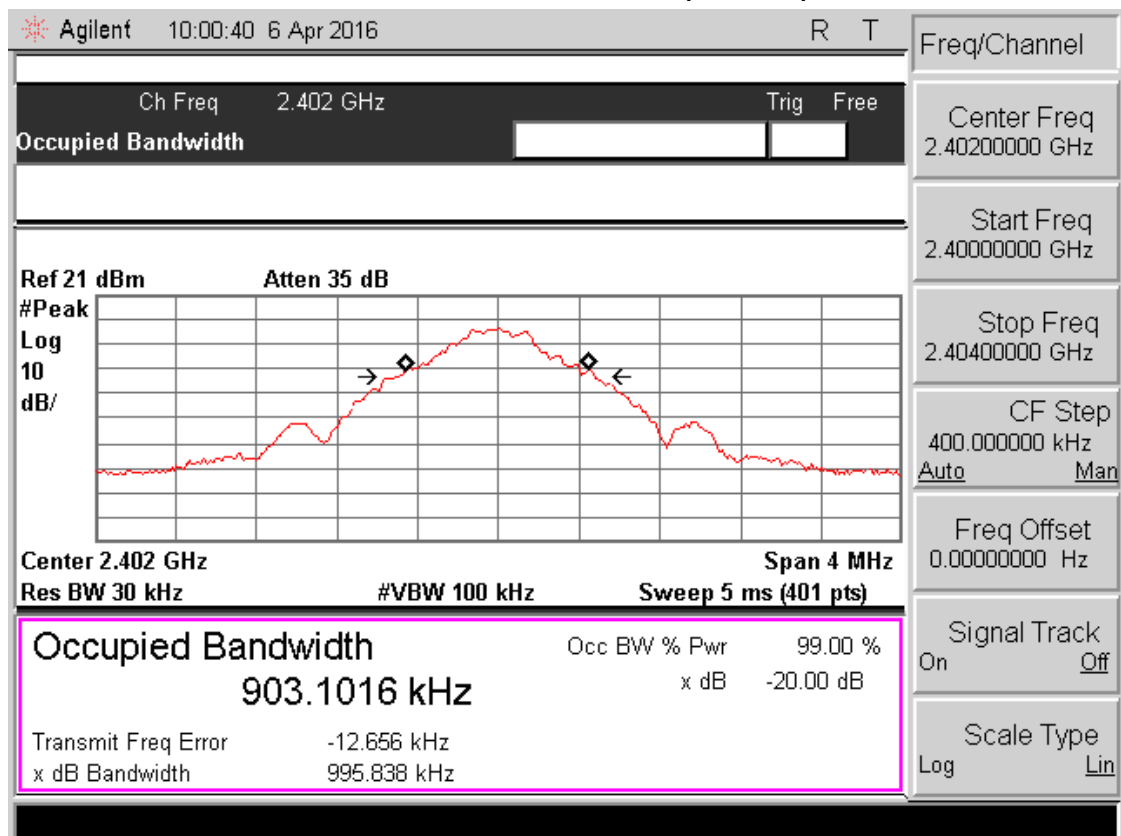 Agilent 10:00:40 6 Apr 2016 R T
Ch Freq 2.402 GHz Trig Free
Occupied Bandwidth
Ref 21 dBm Atten 35 dB
#Peak
Log
10
dB/
Center 2.402 GHz Span 4 MHz
Res BW 30 kHz #VBW 100 kHz Sweep 5 ms (401 pts)
Occupied Bandwidth
903.1016 kHz
Occ BW % Pwr 99.00 %
x dB -20.00 dB
Transmit Freq Error -12.656 kHz
x dB Bandwidth 995.838 kHz
Freq/Channel
Center Freq
2.40200000 GHz
Start Freq
2.40000000 GHz
Stop Freq
2.40400000 GHz
CF Step
400.000000 kHz
Auto Man
Freq Offset
0.00000000 Hz
Signal Track
On Off
Scale Type
Log Lin